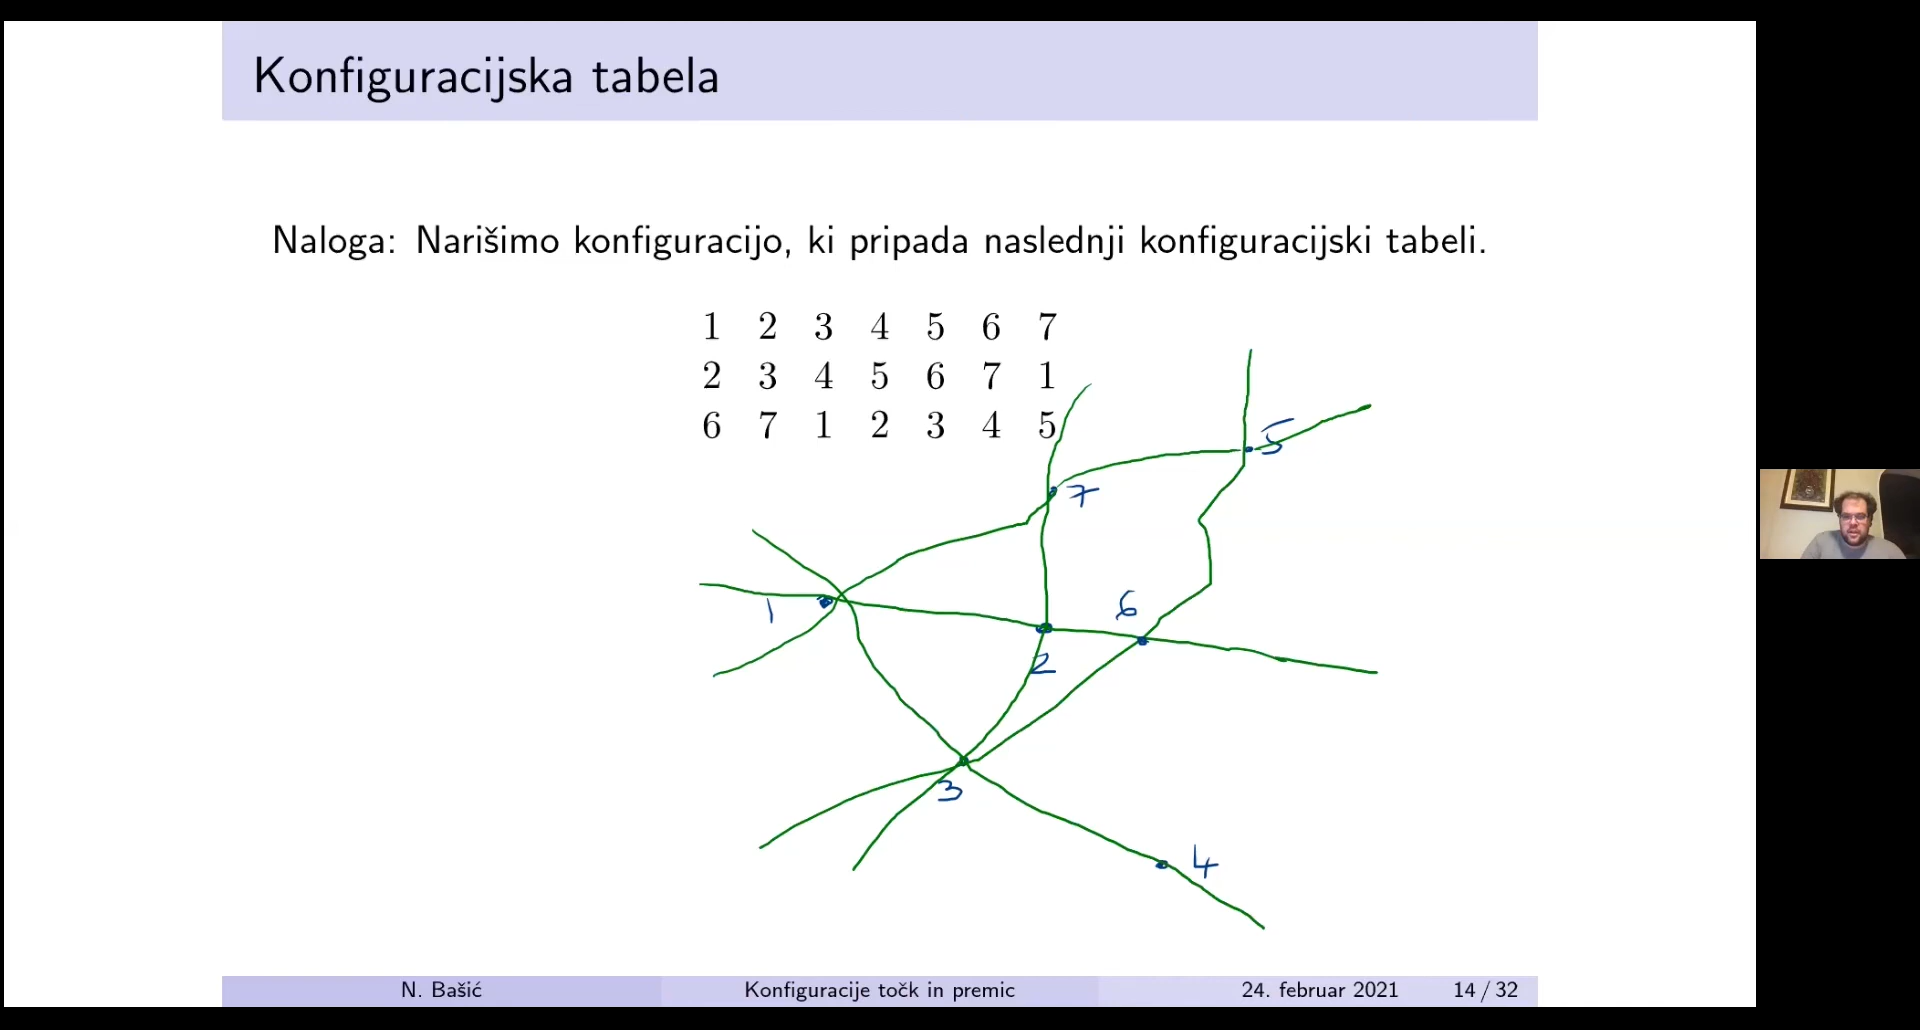 Konfiguracijska tabela
Naloga: Narišimo konfiguracijo, ki pripada naslednji konfiguracijski tabeli.
1 2 3 4 5 6 7
2 3 4 5 6 7 1
6 7 1 2 3 4 5
5
7
1
6
2
3
4
N. Bašić
Konfiguracije točk in premic
24. februar 2021
14 / 32